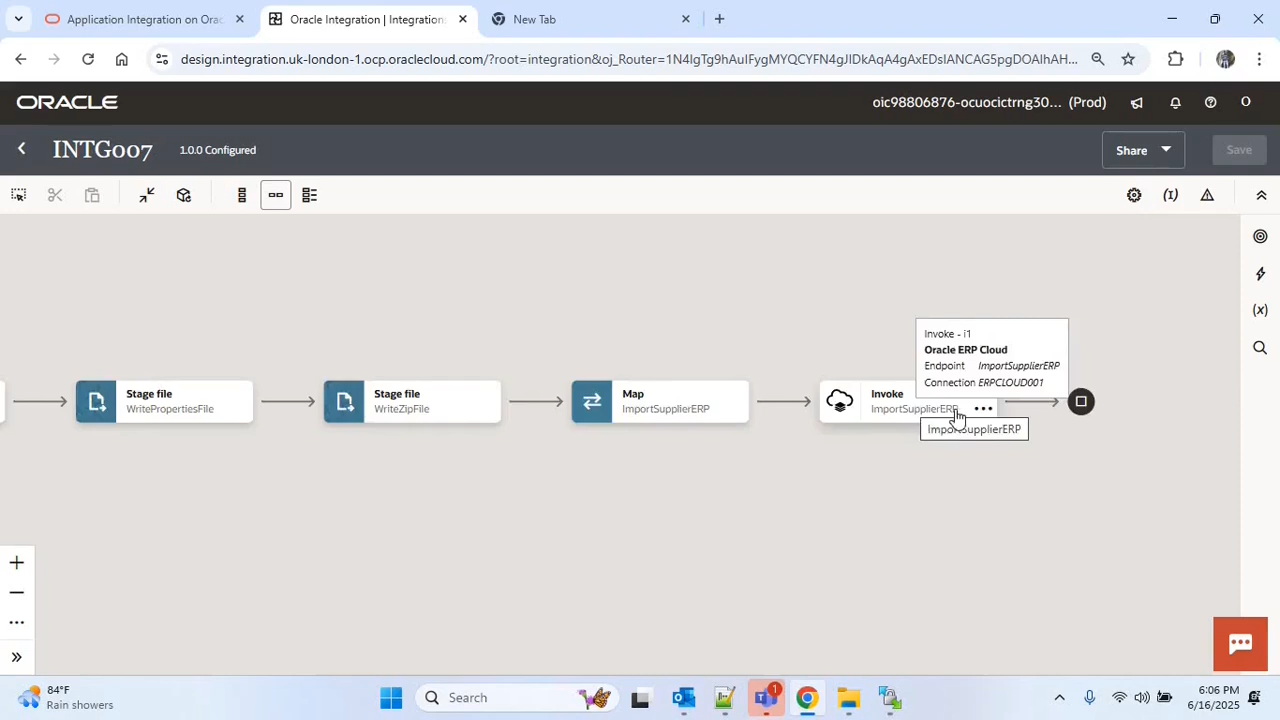 Application Integration on Orac
Oracle Integration | Integration:
New Tab
design.integration.uk-london-1.ocp.oraclecloud.com/?root=integration&oj_Router=1N4IgTg9hAuIFygMYQCYFN4gJIDkAqA4gAxEDsIANCAG5pgDOAIhAH...
ORACLE
oic98806876-ocuocictrng30... (Prod)
O
INTG007
1.0.0 Configured
Share
Save
Invoke - i1
Oracle ERP Cloud
Endpoint ImportSupplierERP
Connection ERPCLOUD001
Stage file
WritePropertiesFile
Stage file
WriteZipFile
Map
ImportSupplierERP
Invoke
ImportSupplierERP
ImportSupplierERP
84°F
Rain showers
Search
1
6:06 PM
6/16/2025